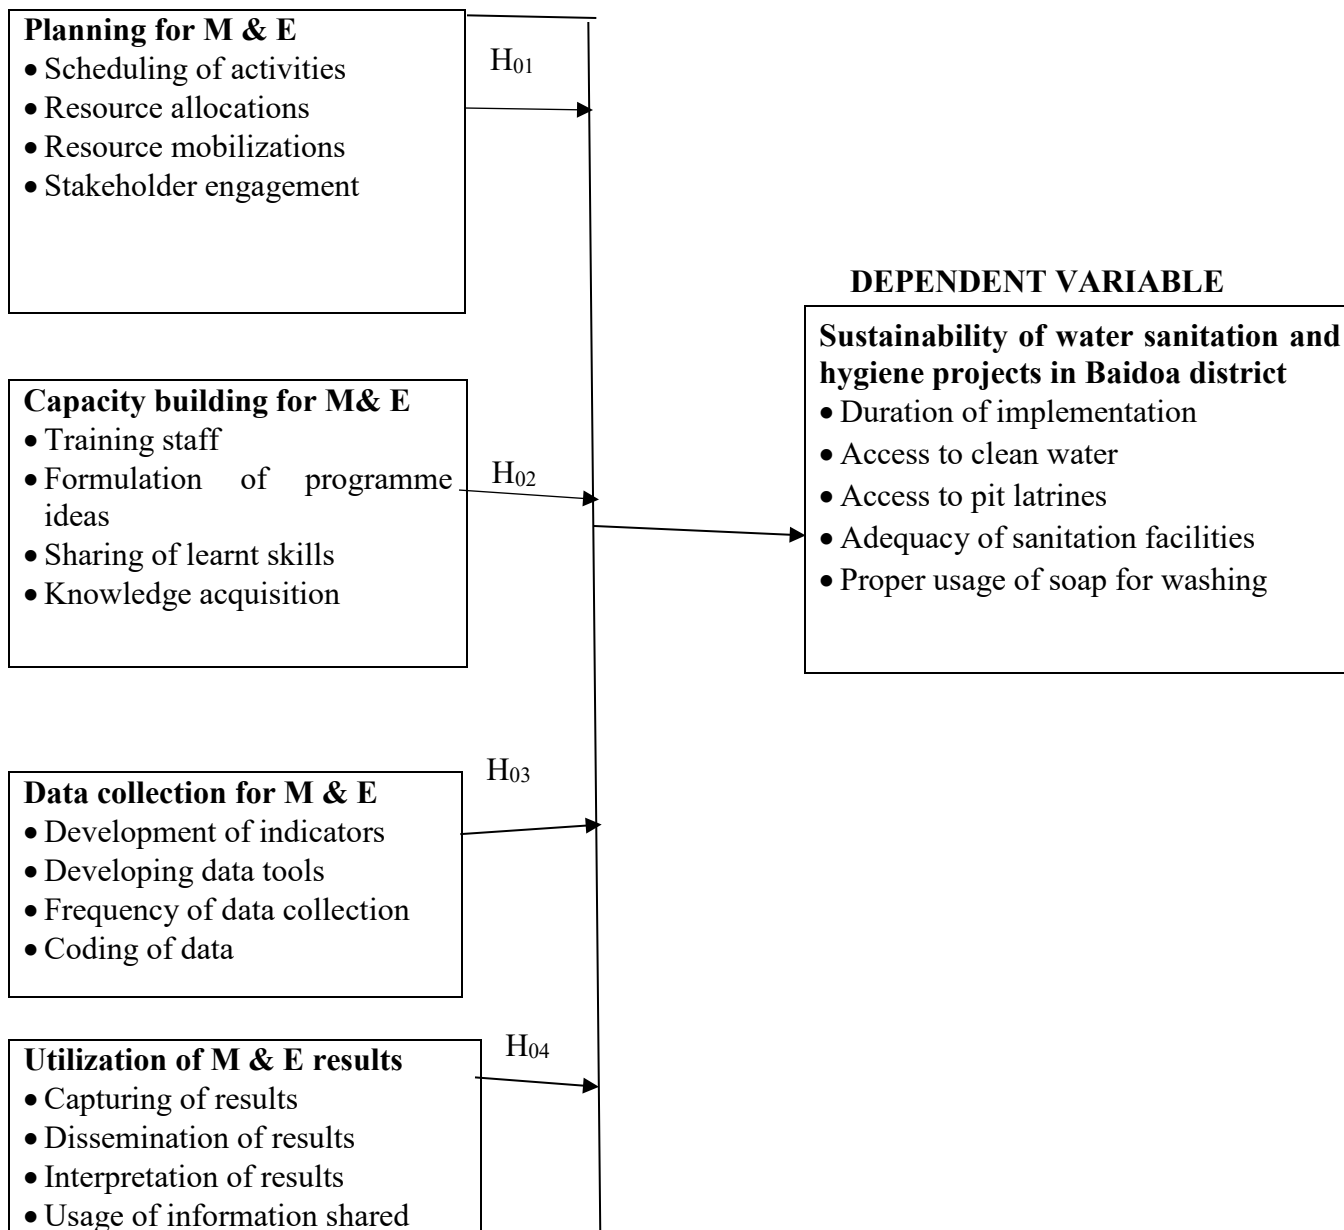 Planning for M & E
• Scheduling of activities
• Resource allocations
• Resource mobilizations
• Stakeholder engagement
H01
DEPENDENT VARIABLE
Sustainability of water sanitation and
hygiene projects in Baidoa district
• Duration of implementation
• Access to clean water
• Access to pit latrines
• Adequacy of sanitation facilities
• Proper usage of soap for washing
Capacity building for M& E
• Training staff
• Formulation of programme
ideas
• Sharing of learnt skills
• Knowledge acquisition
H02
Data collection for M & E
• Development of indicators
• Developing data tools
• Frequency of data collection
• Coding of data
H03
Utilization of M & E results
• Capturing of results
• Dissemination of results
• Interpretation of results
• Usage of information shared
H04